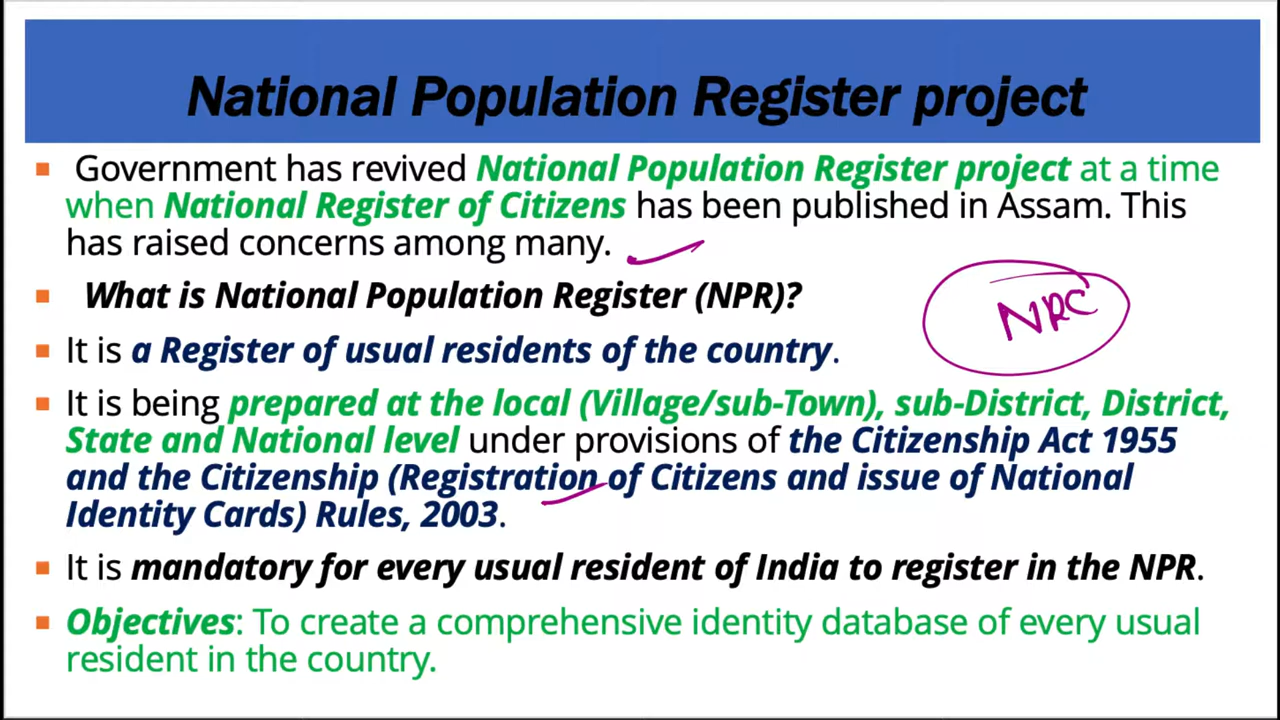 National Population Register project
Government has revived National Population Register project at a time
when National Register of Citizens has been published in Assam. This
has raised concerns among many.
What is National Population Register (NPR)?
NRC
It is a Register of usual residents of the country.
It is being prepared at the local (Village/sub-Town), sub-District, District,
State and National level under provisions of the Citizenship Act 1955
and the Citizenship (Registration of Citizens and issue of National
Identity Cards) Rules, 2003.
It is mandatory for every usual resident of India to register in the NPR.
Objectives: To create a comprehensive identity database of every usual
resident in the country.